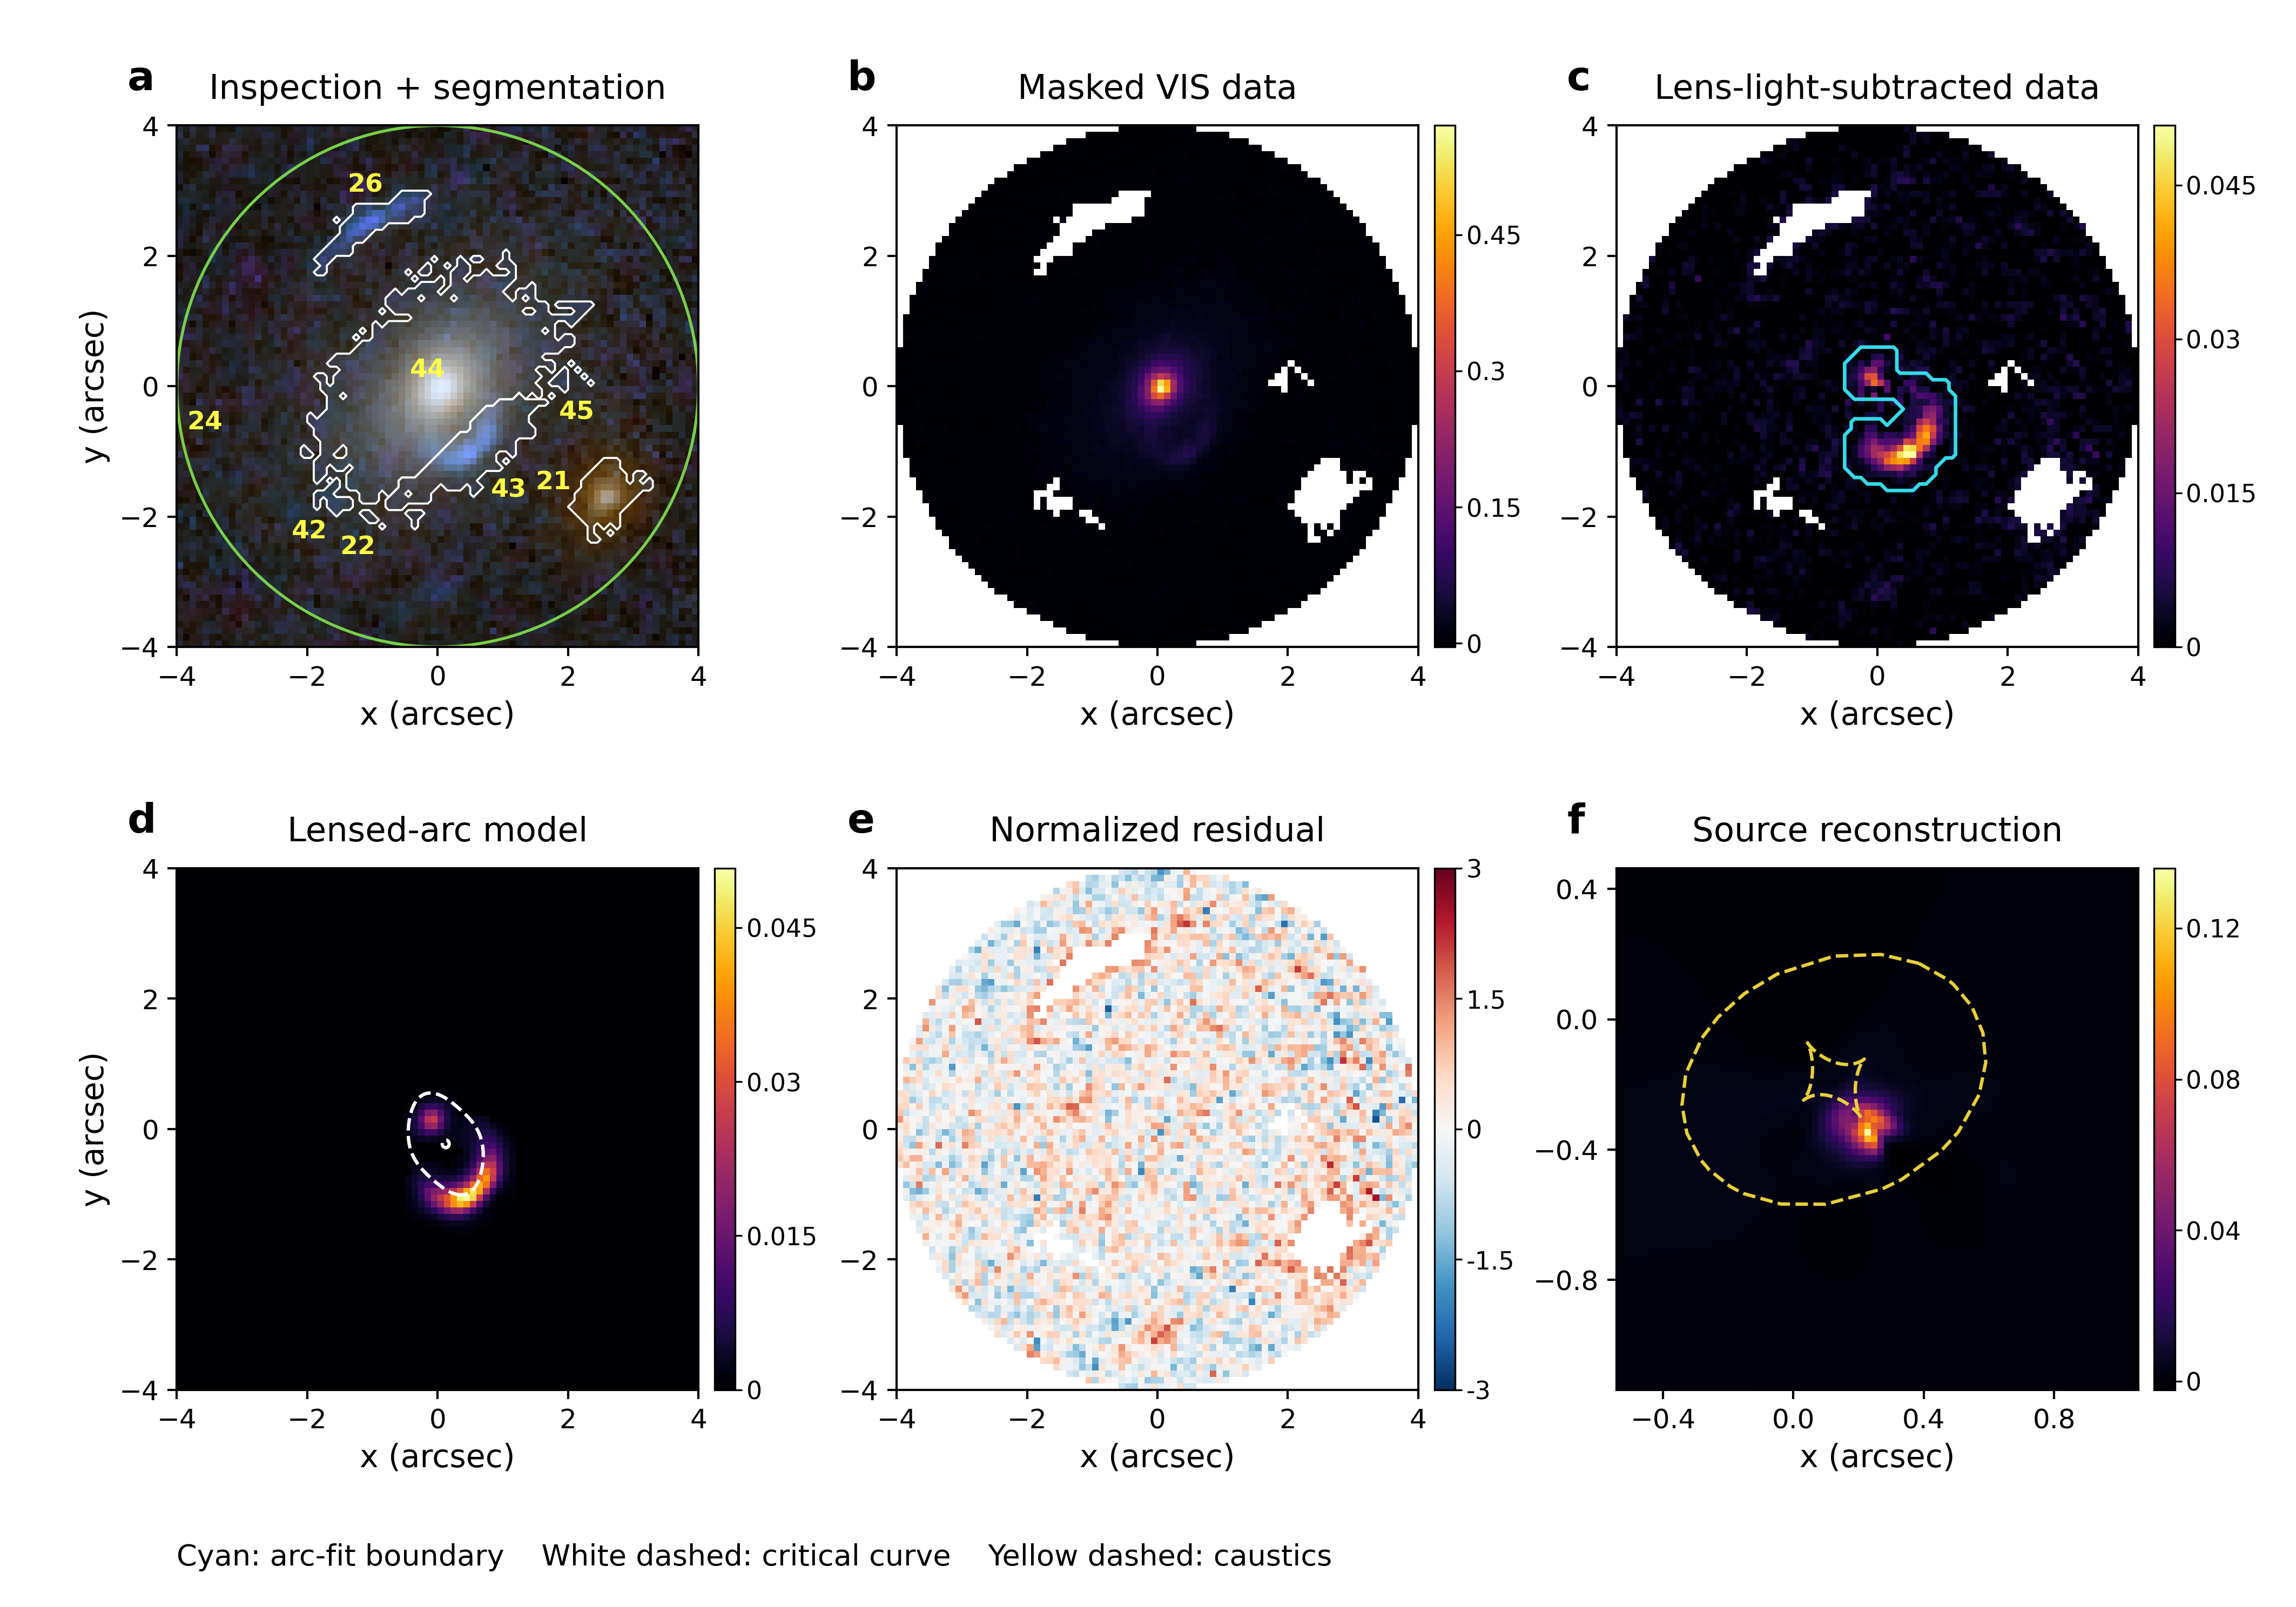 a Inspection + segmentation
4
2
0
−2
−4
y (arcsec)
26
44
24
45
43
21
42
22
−4 −2 0 2 4
x (arcsec)
b Masked VIS data
4
2
0
−2
−4
−4 −2 0 2 4
x (arcsec)
0.45
0.3
0.15
0
c Lens-light-subtracted data
4
2
0
−2
−4
−4 −2 0 2 4
x (arcsec)
0.045
0.03
0.015
0
d Lensed-arc model
4
2
0
−2
−4
y (arcsec)
−4 −2 0 2 4
x (arcsec)
0.045
0.03
0.015
0
e Normalized residual
4
2
0
−2
−4
−4 −2 0 2 4
x (arcsec)
3
1.5
0
-1.5
-3
f Source reconstruction
0.4
0.0
−0.4
−0.8
−0.4 0.0 0.4 0.8
x (arcsec)
0.12
0.08
0.04
0
Cyan: arc-fit boundary White dashed: critical curve Yellow dashed: caustics